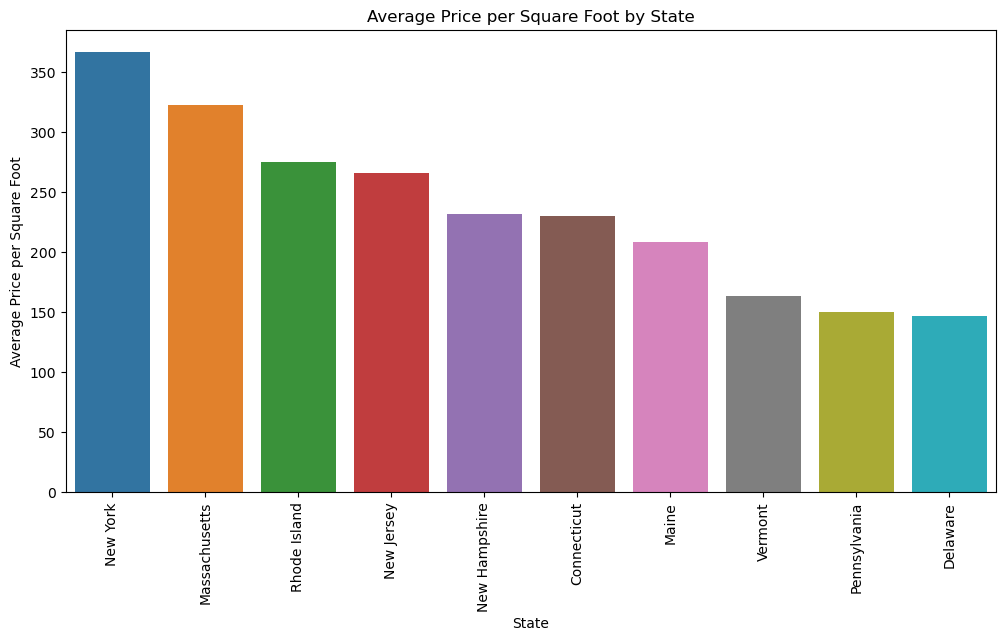 Average Price per Square Foot by State
Average Price per Square Foot
350
300
250
200
150
100
50
0
New York
Massachusetts
Rhode Island
New Jersey
New Hampshire
Connecticut
Maine
Vermont
Pennsylvania
Delaware
State